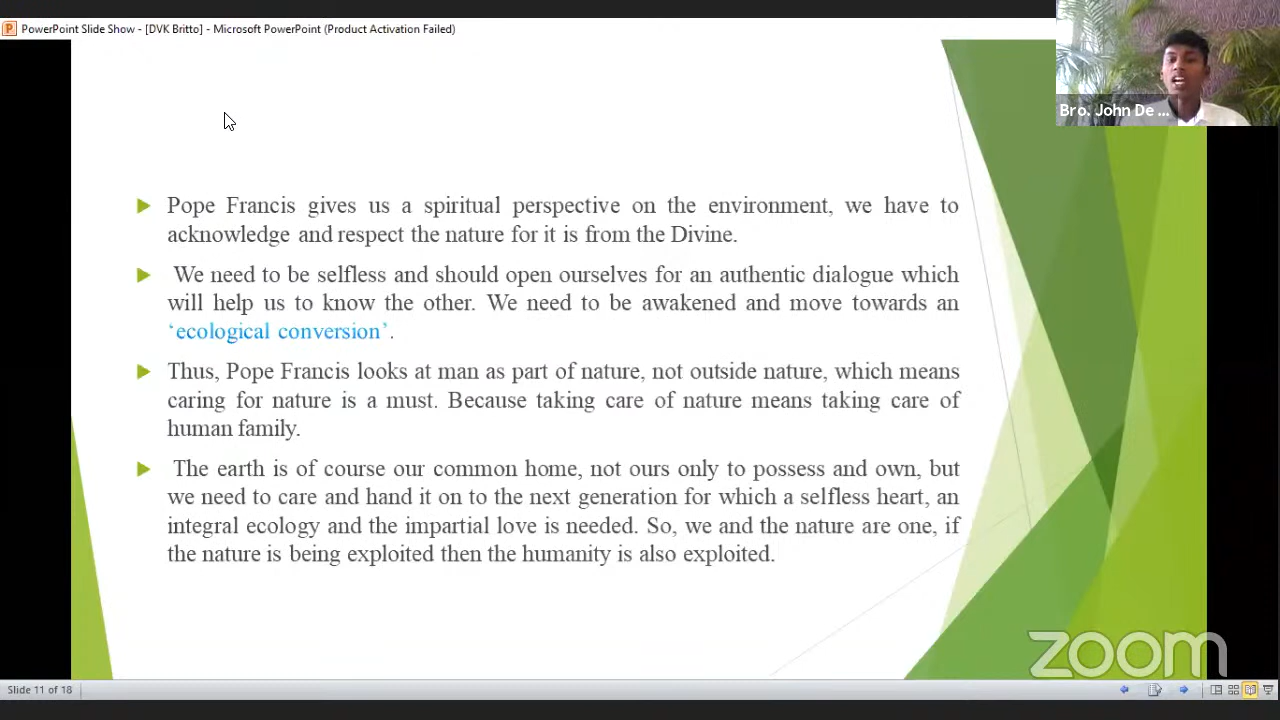 PowerPoint Slide Show - [DVK Britto] - Microsoft PowerPoint (Product Activation Failed)
Bro. John De ...
Pope Francis gives us a spiritual perspective on the environment, we have to
acknowledge and respect the nature for it is from the Divine.
We need to be selfless and should open ourselves for an authentic dialogue which
will help us to know the other. We need to be awakened and move towards an
‘ecological conversion’.
Thus, Pope Francis looks at man as part of nature, not outside nature, which means
caring for nature is a must. Because taking care of nature means taking care of
human family.
The earth is of course our common home, not ours only to possess and own, but
we need to care and hand it on to the next generation for which a selfless heart, an
integral ecology and the impartial love is needed. So, we and the nature are one, if
the nature is being exploited then the humanity is also exploited.
zoom
Slide 11 of 18